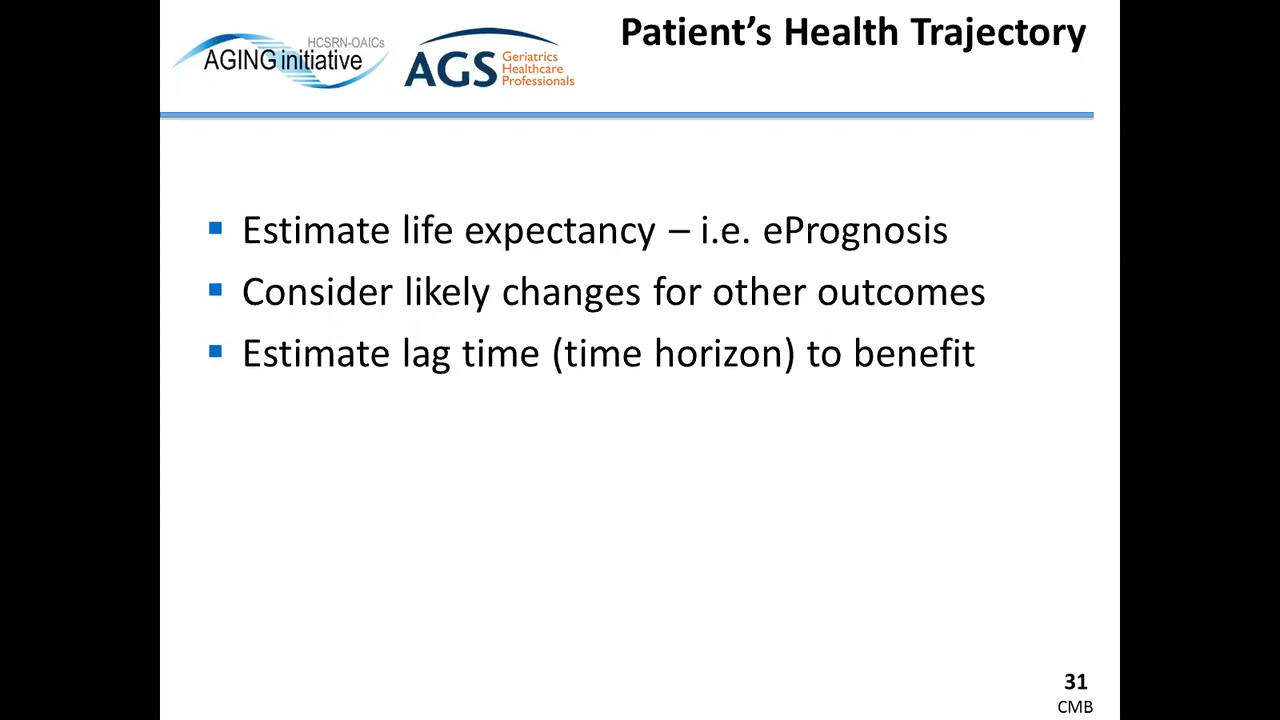 HCSRN-OAICs
AGING initiative
AGS Geriatrics
Healthcare
Professionals
Patient’s Health Trajectory
▪ Estimate life expectancy – i.e. ePrognosis
▪ Consider likely changes for other outcomes
▪ Estimate lag time (time horizon) to benefit
31
CMB